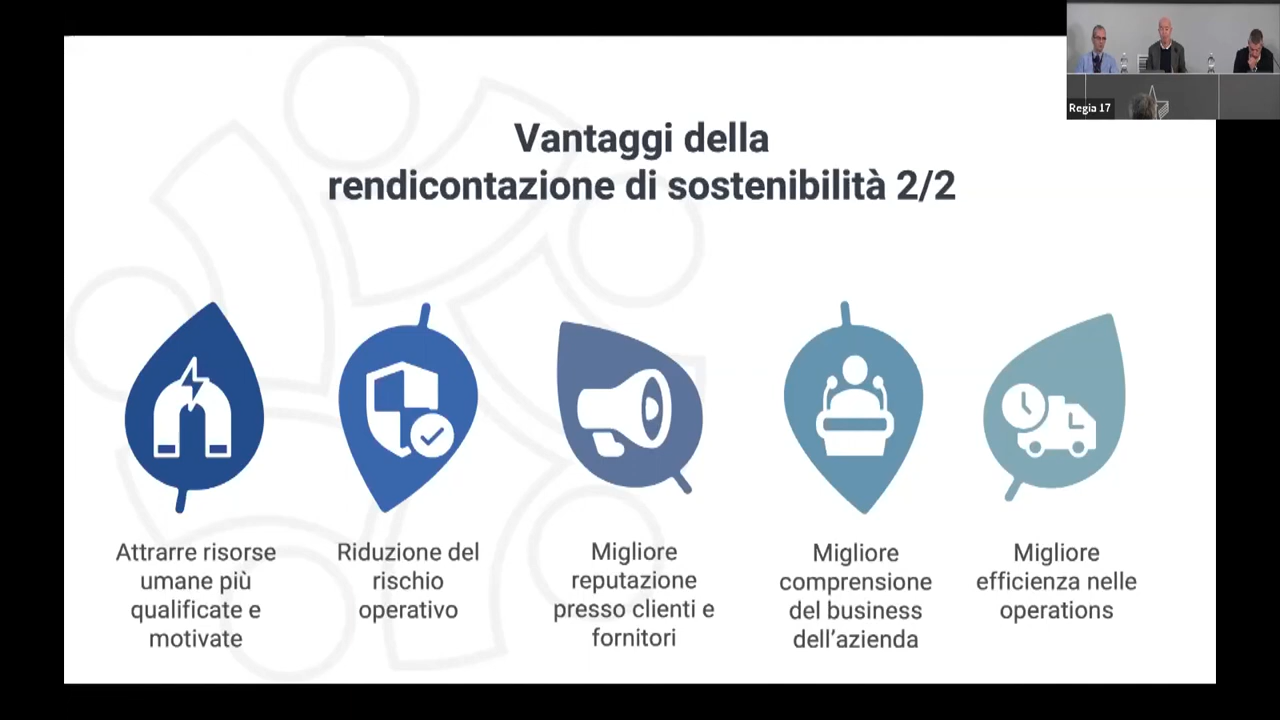 Regia 17
Vantaggi della
rendicontazione di sostenibilità 2/2
Attrarre risorse
umane più
qualificate e
motivate
Riduzione del
rischio
operativo
Migliore
reputazione
presso clienti e
fornitori
Migliore
comprensione
del business
dell'azienda
Migliore
efficienza nelle
operations